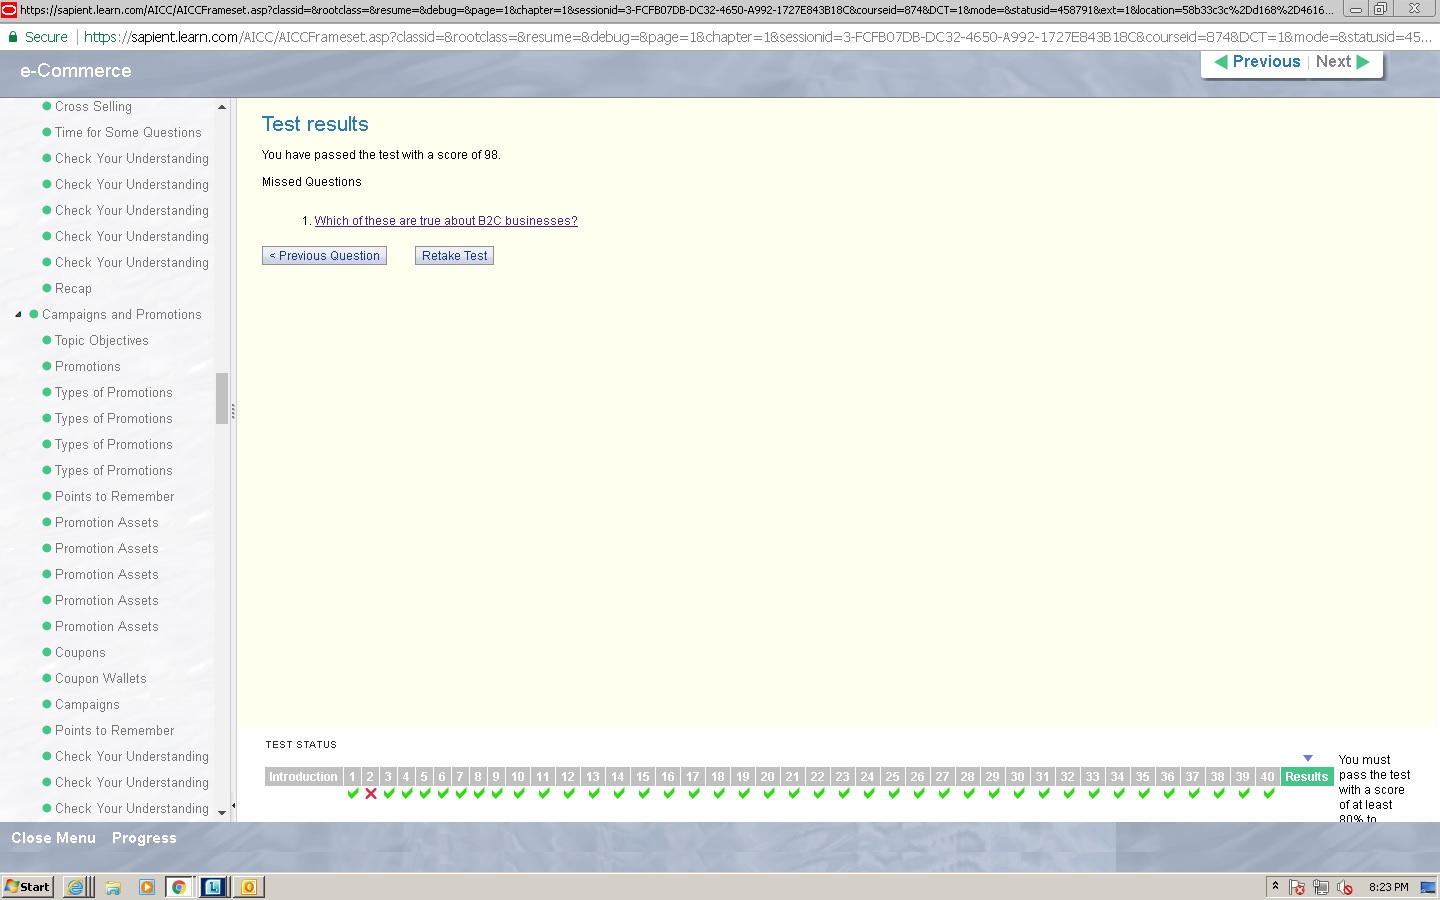 https://sapient.learn.com/AICC/AICCFrameset.asp?classid=&rootclass=&resume=&debug=&page=1&chapter=1&sessionid=3-FCFB07DB-DC32-4650-A992-1727E843B18C&courseid=874&DCT=1&mode=&statusid=458791&ext=1&location=58b33c3c%2Dd168%2D4616...
Secure https://sapient.learn.com/AICC/AICCFrameset.asp?classid=&rootclass=&resume=&debug=&page=1&chapter=1&sessionid=3-FCFB07DB-DC32-4650-A992-1727E843B18C&courseid=874&DCT=1&mode=&statusid=45...
e-Commerce
Previous | Next
Cross Selling
Time for Some Questions
Check Your Understanding
Check Your Understanding
Check Your Understanding
Check Your Understanding
Check Your Understanding
Recap
Campaigns and Promotions
Topic Objectives
Promotions
Types of Promotions
Types of Promotions
Types of Promotions
Types of Promotions
Points to Remember
Promotion Assets
Promotion Assets
Promotion Assets
Promotion Assets
Promotion Assets
Coupons
Coupon Wallets
Campaigns
Points to Remember
Check Your Understanding
Check Your Understanding
Check Your Understanding
Test results
You have passed the test with a score of 98.
Missed Questions
1. Which of these are true about B2C businesses?
< Previous Question Retake Test
TEST STATUS
Introduction 1 2 3 4 5 6 7 8 9 10 11 12 13 14 15 16 17 18 19 20 21 22 23 24 25 26 27 28 29 30 31 32 33 34 35 36 37 38 39 40 Results
You must
pass the test
with a score
of at least
80% to
Close Menu Progress
Start
8:23 PM